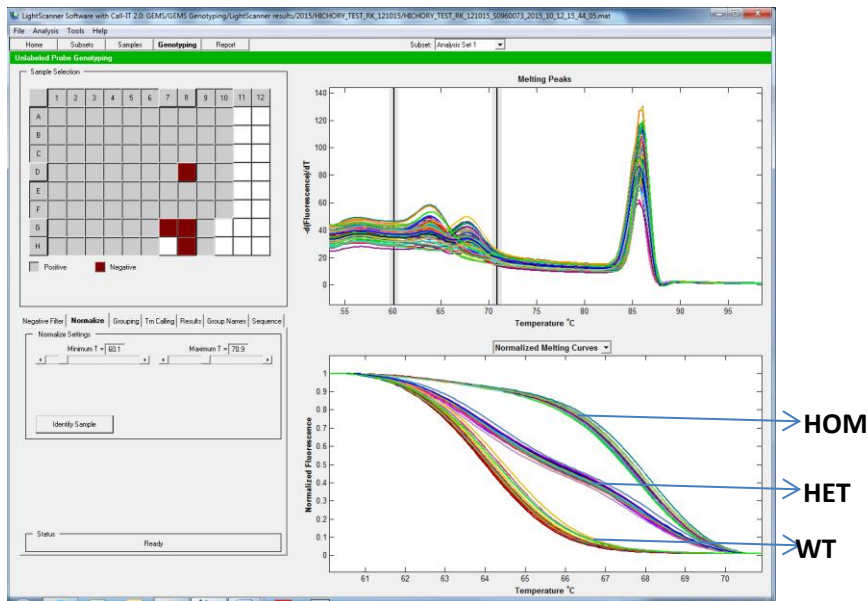 LightScanner Software with Call-IT 2.0: GEMS/GEMS Genotyping/LightScanner results/2015/HICHORY_TEST_RK_121015/HICHORY_TEST_RK_121015_S0960073_2015_10_12_15_44_05.mat
File Analysis Tools Help
Home Subsets Samples Genotyping Report Subset: Analysis Set 1
Unlabeled Probe Genotyping
Sample Selection
1 2 3 4 5 6 7 8 9 10 11 12
A
B
C
D
E
F
G
H
Positive Negative
Melting Peaks
-d(Fluorescence)/dT
140
120
100
80
60
40
20
0
55 60 65 70 75 80 85 90 95
Temperature °C
Negative Filter Normalize Grouping Tm Calling Results Group Names Sequence
Normalize Settings
Minimum T = 60.1 Maximum T = 70.9
Identify Sample
Status
Ready
Normalized Melting Curves
Normalized Fluorescence
1
0.9
0.8
0.7
0.6
0.5
0.4
0.3
0.2
0.1
0
61 62 63 64 65 66 67 68 69 70
Temperature °C
HOM
HET
WT